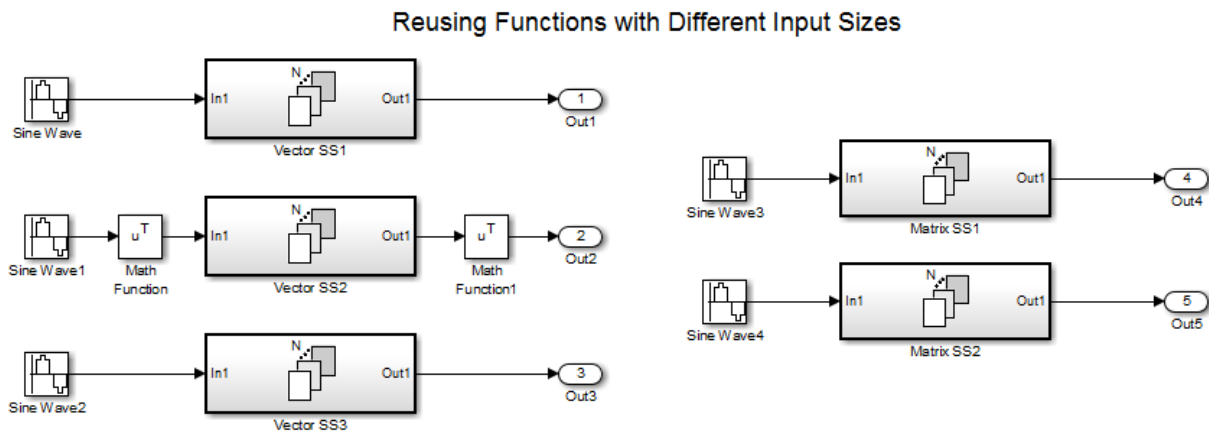 Reusing Functions with Different Input Sizes
N
In1 Out1
1
Sine Wave
Vector SS1
Out1
N
uT In1 Out1 uT
2
Sine Wave1
Math Function
Vector SS2
Math Function1
Out2
N
In1 Out1
3
Sine Wave2
Vector SS3
Out3
N
In1 Out1
4
Sine Wave3
Matrix SS1
Out4
N
In1 Out1
5
Sine Wave4
Matrix SS2
Out5